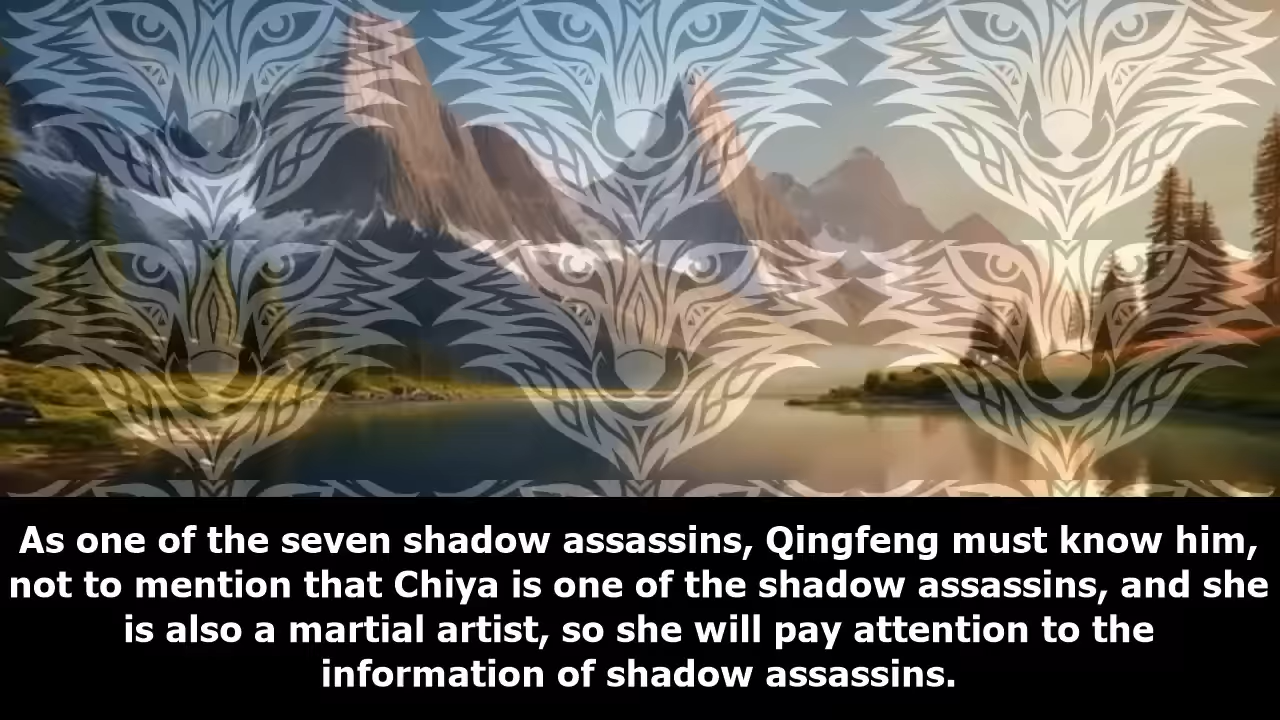 As one of the seven shadow assassins, Qingfeng must know him,
not to mention that Chiya is one of the shadow assassins, and she
is also a martial artist, so she will pay attention to the
information of shadow assassins.